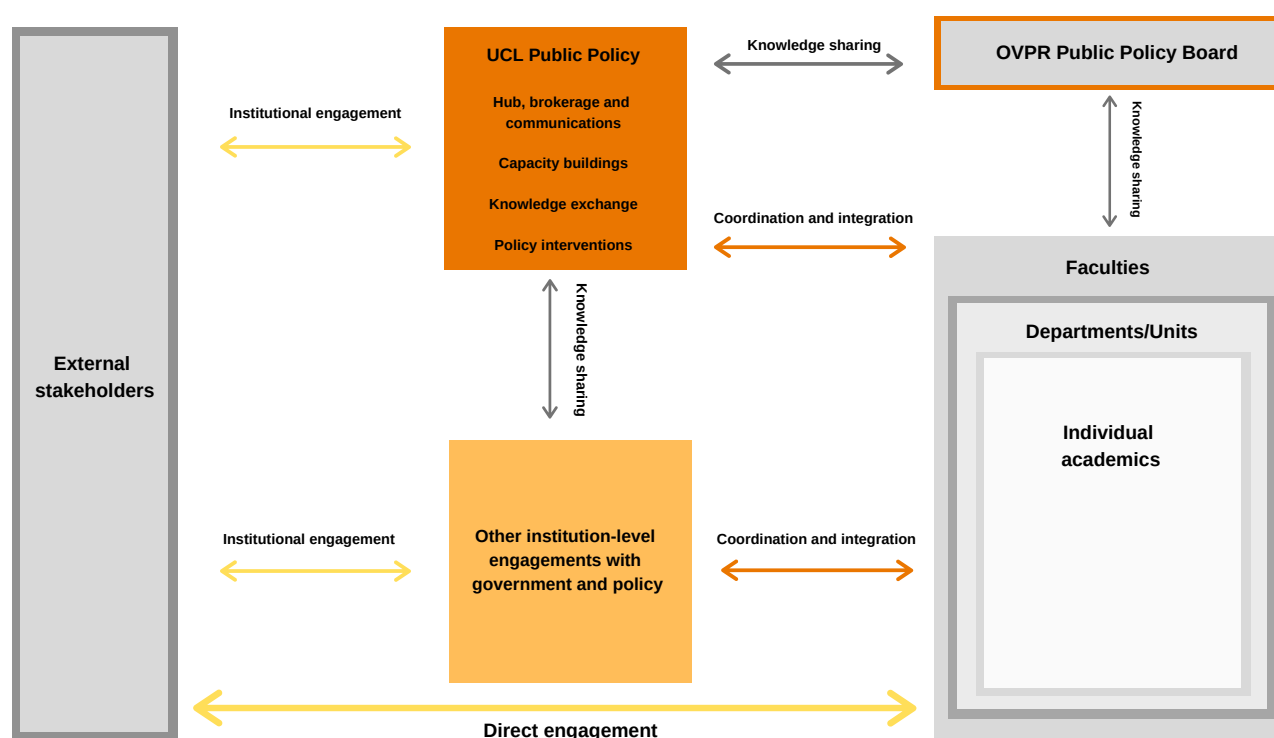 UCL Public Policy
Hub, brokerage and
communications
Capacity buildings
Knowledge exchange
Policy interventions
Knowledge sharing
OVPR Public Policy Board
Institutional engagement
Knowledge sharing
Coordination and integration
Faculties
Departments/Units
Individual
academics
External
stakeholders
Knowledge sharing
Other institution-level
engagements with
government and policy
Institutional engagement
Coordination and integration
Direct engagement